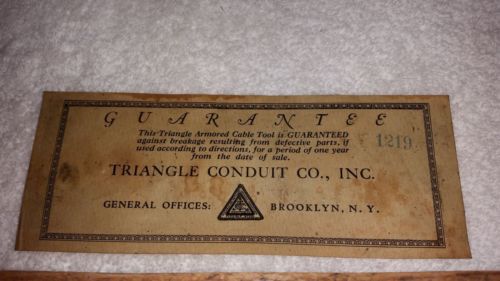 GUARANTEE
This Triangle Armored Cable Tool is GUARANTEED
against breakage resulting from defective parts, if
used according to directions, for a period of one year
from the date of sale.
1219
TRIANGLE CONDUIT CO., INC.
GENERAL OFFICES: BROOKLYN, N. Y.